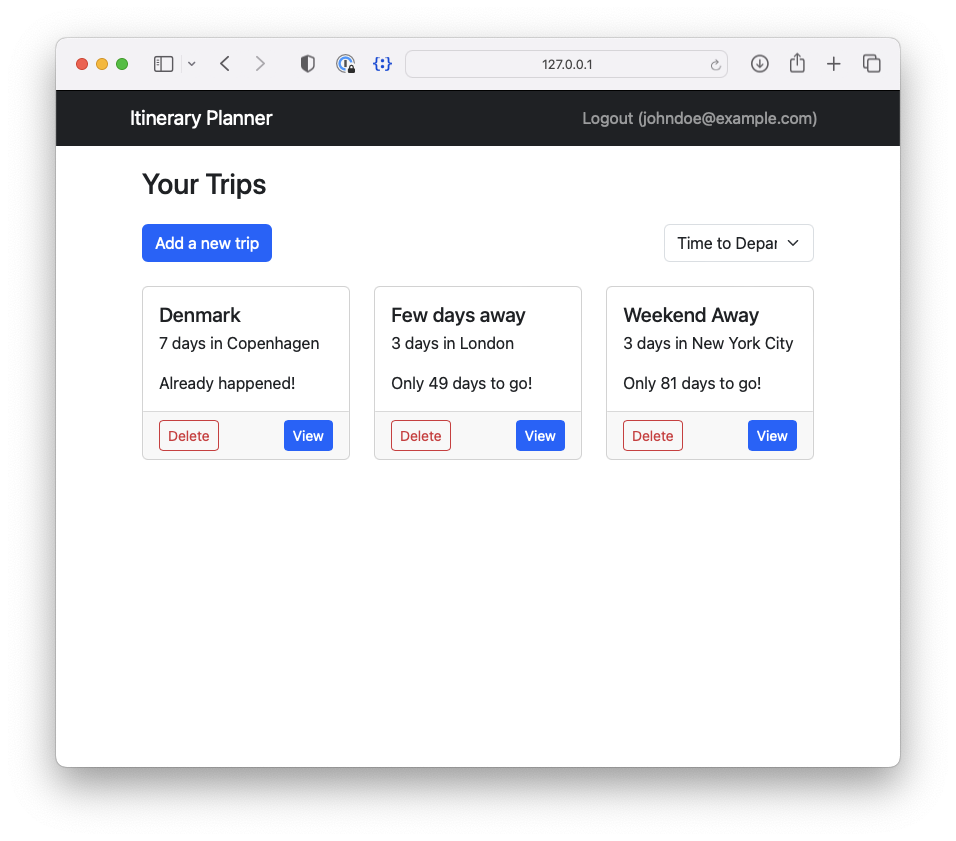 127.0.0.1
Itinerary Planner
Logout (johndoe@example.com)
Your Trips
Add a new trip
Time to Depar
Denmark
7 days in Copenhagen
Already happened!
Delete
View
Few days away
3 days in London
Only 49 days to go!
Delete
View
Weekend Away
3 days in New York City
Only 81 days to go!
Delete
View